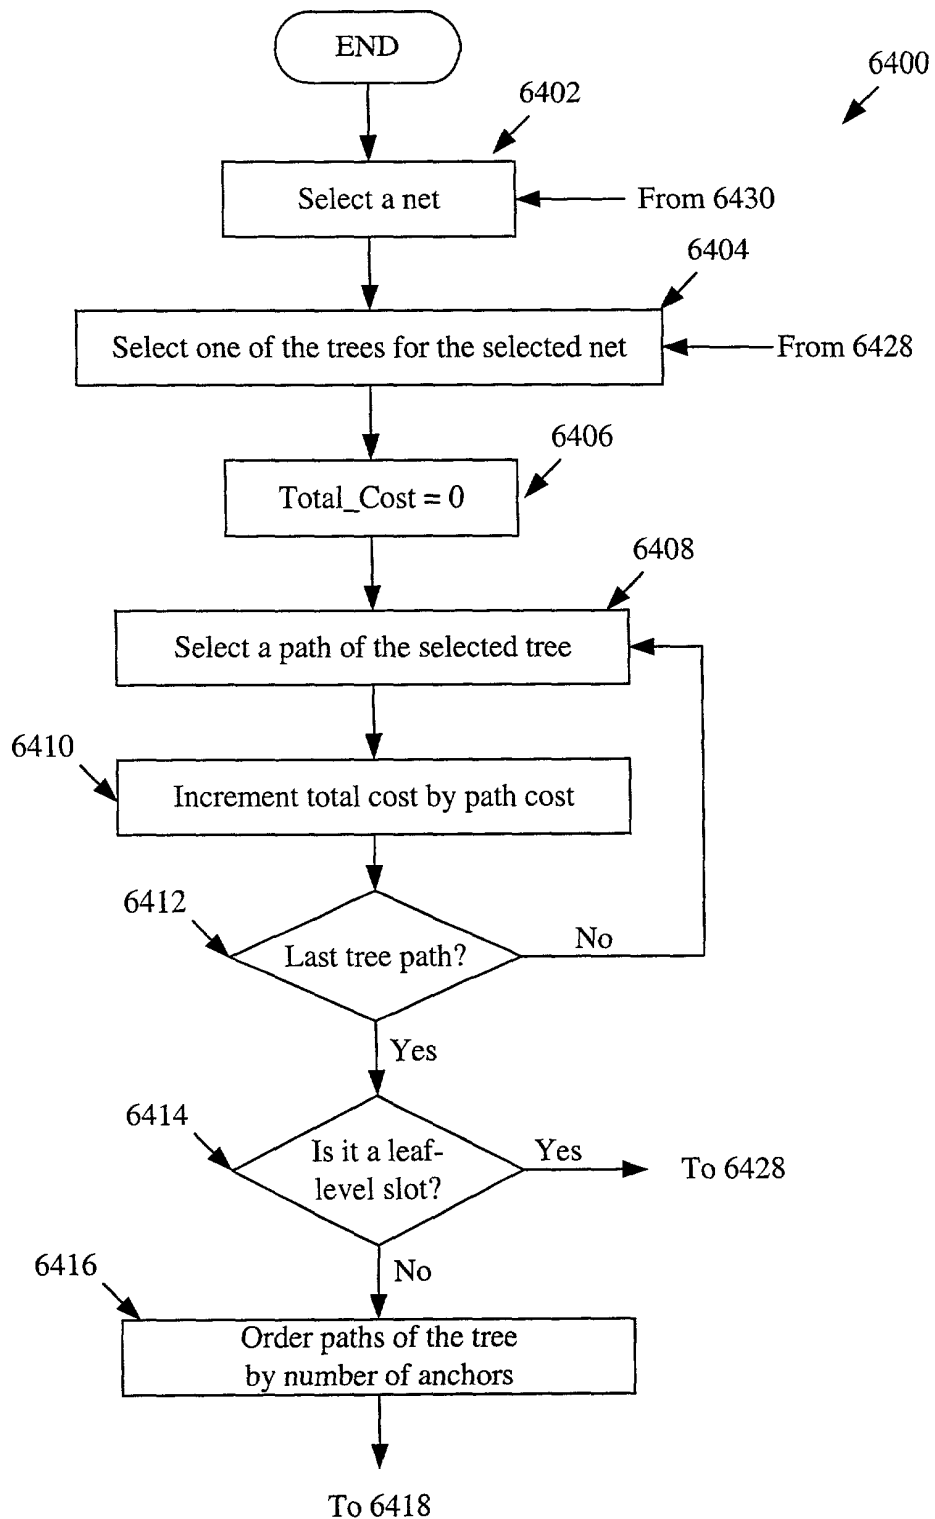 END
6400
6402
Select a net
From 6430
6404
Select one of the trees for the selected net
From 6428
6406
Total_Cost = 0
6408
Select a path of the selected tree
6410
Increment total cost by path cost
6412
Last tree path?
No
Yes
6414
Is it a leaf-
level slot?
Yes
To 6428
No
6416
Order paths of the tree
by number of anchors
To 6418